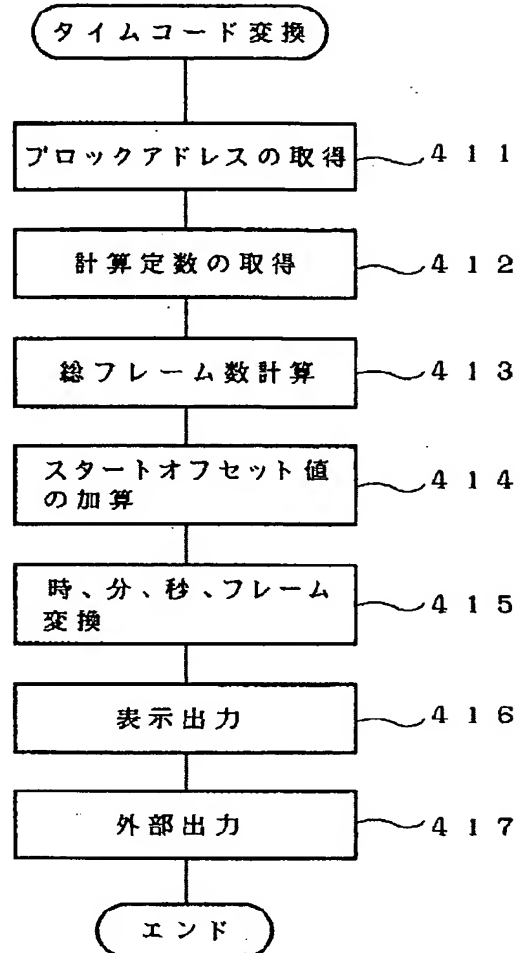 タイムコード変換
ブロックアドレスの取得 411
計算定数の取得 412
総フレーム数計算 413
スタートオフセット値
の加算 414
時、分、秒、フレーム
変換 415
表示出力 416
外部出力 417
エンド